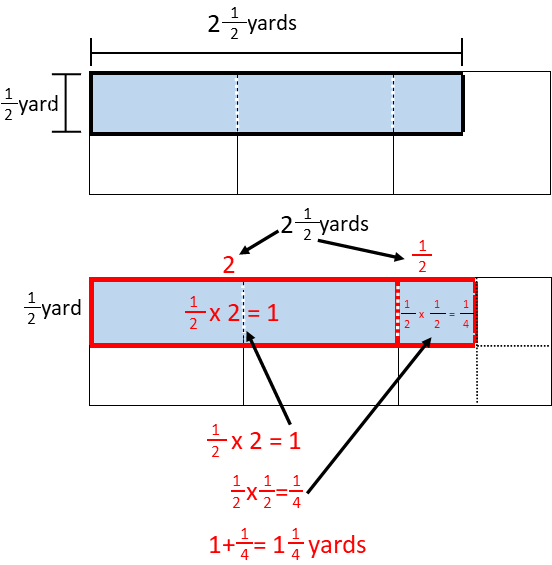 2 1/2 yards
1/2 yard
2 1/2 yards
2
1/2
1/2 yard
1/2 x 2 = 1
1/2 x 1/2 = 1/4
1/2 x 2 = 1
1/2 x 1/2 = 1/4
1 + 1/4 = 1 1/4 yards